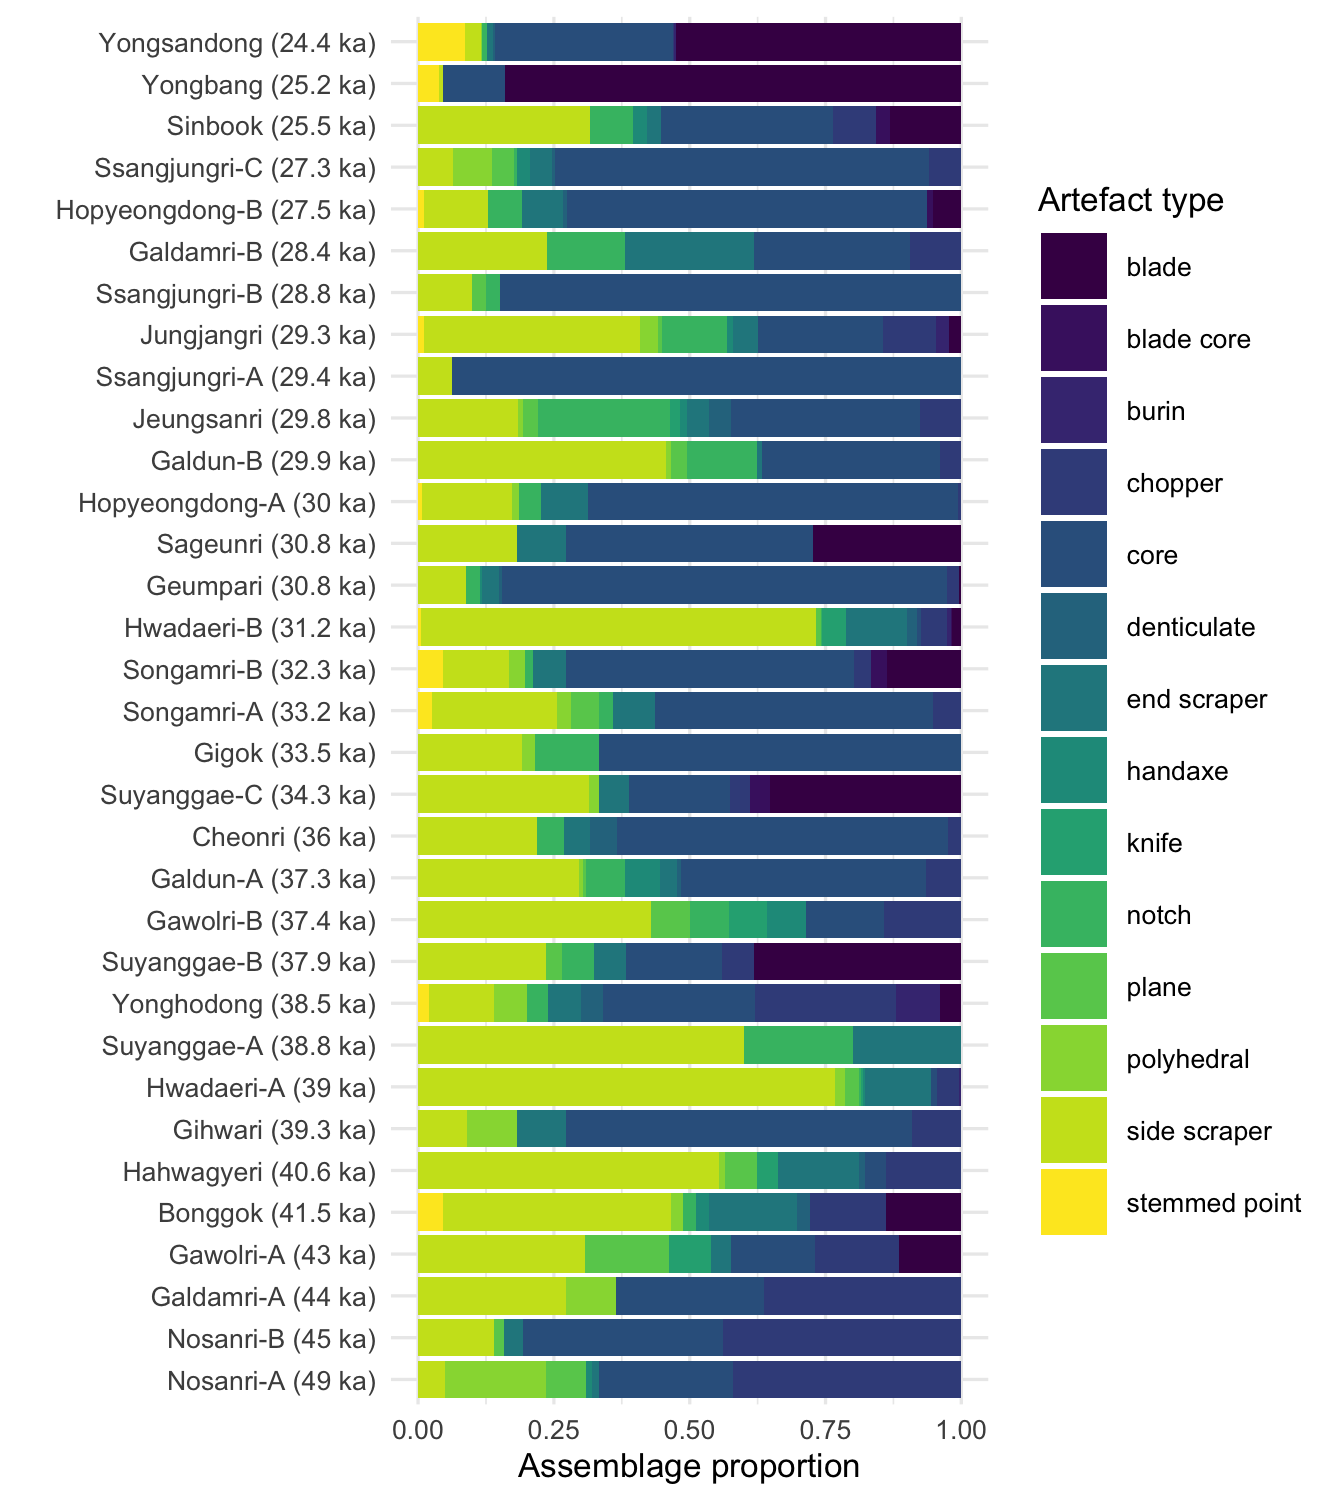 Yongsandong (24.4 ka)
Yongbang (25.2 ka)
Sinbook (25.5 ka)
Ssangjungri-C (27.3 ka)
Hopyeongdong-B (27.5 ka)
Galdamri-B (28.4 ka)
Ssangjungri-B (28.8 ka)
Jungjangri (29.3 ka)
Ssangjungri-A (29.4 ka)
Jeungsanri (29.8 ka)
Galdun-B (29.9 ka)
Hopyeongdong-A (30 ka)
Sageunri (30.8 ka)
Geumpari (30.8 ka)
Hwadaeri-B (31.2 ka)
Songamri-B (32.3 ka)
Songamri-A (33.2 ka)
Gigok (33.5 ka)
Suyanggae-C (34.3 ka)
Cheonri (36 ka)
Galdun-A (37.3 ka)
Gawolri-B (37.4 ka)
Suyanggae-B (37.9 ka)
Yonghodong (38.5 ka)
Suyanggae-A (38.8 ka)
Hwadaeri-A (39 ka)
Gihwari (39.3 ka)
Hahwagyeri (40.6 ka)
Bonggok (41.5 ka)
Gawolri-A (43 ka)
Galdamri-A (44 ka)
Nosanri-B (45 ka)
Nosanri-A (49 ka)
0.00 0.25 0.50 0.75 1.00
Assemblage proportion
Artefact type
blade
blade core
burin
chopper
core
denticulate
end scraper
handaxe
knife
notch
plane
polyhedral
side scraper
stemmed point